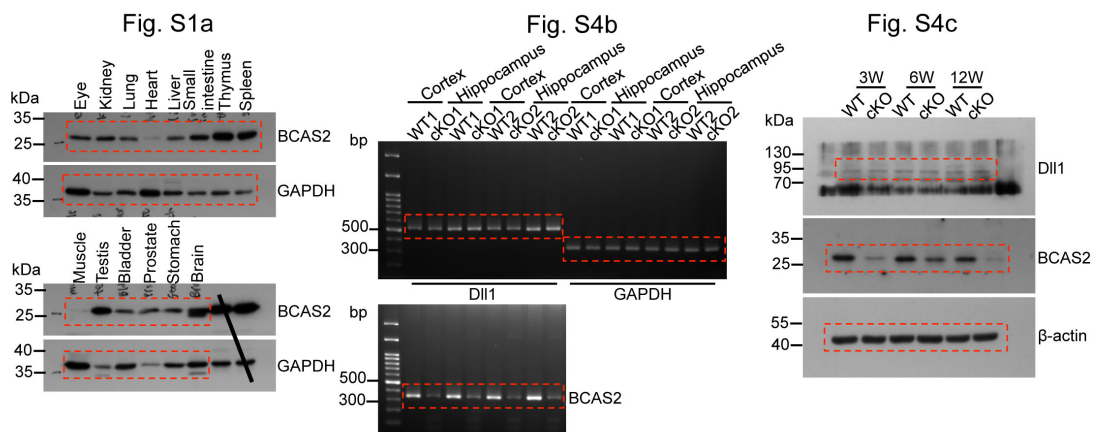 Fig. S1a
Eye
Kidney
Lung
Heart
Liver
Small
intestine
Thymus
Spleen
kDa
35
25
BCAS2
40
35
GAPDH
Muscle
Testis
Bladder
Prostate
Stomach
Brain
kDa
35
25
BCAS2
40
35
GAPDH
Fig. S4b
Cortex Hippocampus Cortex Hippocampus Cortex Hippocampus Cortex Hippocampus
WT1 cKO1 WT1 cKO1 WT2 cKO2 WT2 cKO2 WT1 cKO1 WT1 cKO1 WT2 cKO2 WT2 cKO2
bp
500
300
Dll1 GAPDH
500
300
BCAS2
Fig. S4c
3W 6W 12W
WT cKO WT cKO WT cKO
kDa
130
95
70
Dll1
35
25
BCAS2
55
40
β-actin